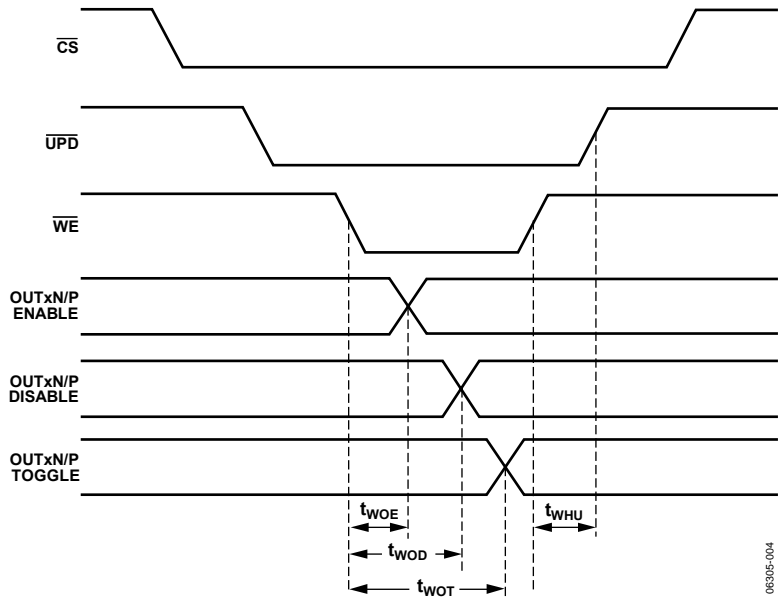 CS
UPD
WE
OUTxN/P
ENABLE
OUTxN/P
DISABLE
OUTxN/P
TOGGLE
tWOE
tWHU
tWOD
tWOT
06305-004